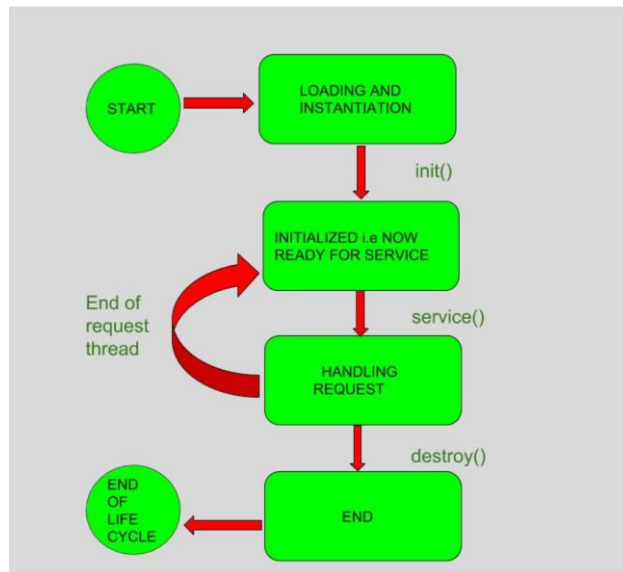 START
LOADING AND
INSTANTIATION
init()
INITIALIZED i.e NOW
READY FOR SERVICE
End of
request
thread
service()
HANDLING
REQUEST
destroy()
END
OF
LIFE
CYCLE
END